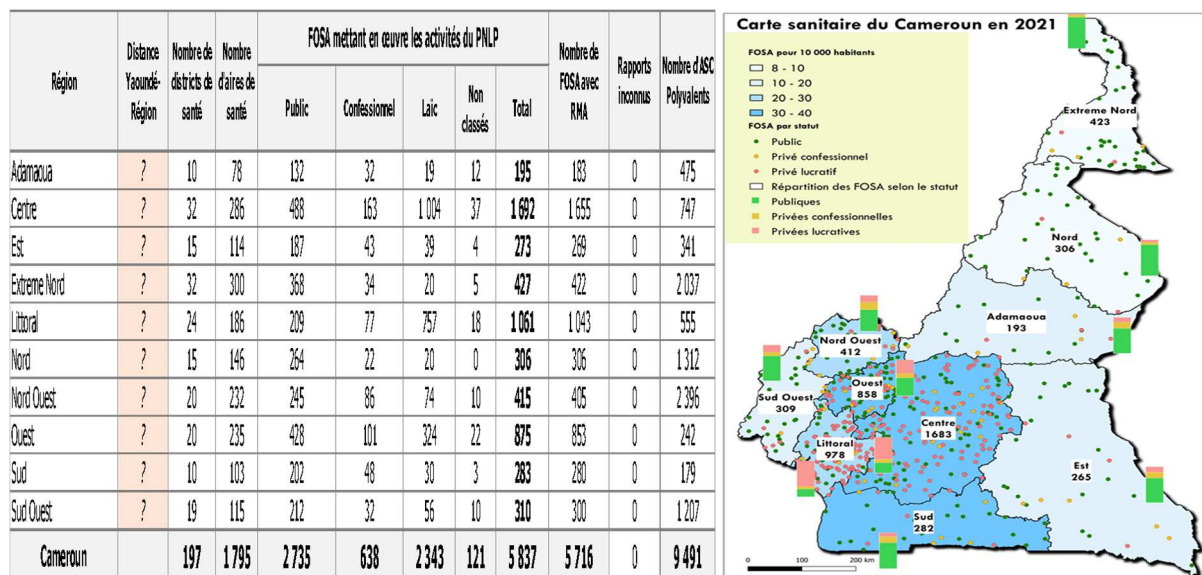 Région
Distance Yaoundé-Région
Nombre de districts de santé
Nombre d'aires de santé
FOSA mettant en œuvre les activités du PNLP
Public Confessionnel Laïc Non classés Total
Nombre de FOSA avec RMA
Rapports inconnus
Nombre d'ASC Polyvalents
Adamaoua ? 10 78 132 32 19 12 195 183 0 475
Centre ? 32 286 488 163 1 004 37 1 692 1 655 0 747
Est ? 15 114 187 43 39 4 273 269 0 341
Extreme Nord ? 32 300 368 34 20 5 427 422 0 2 037
Littoral ? 24 186 209 77 757 18 1 061 1 043 0 555
Nord ? 15 146 264 22 20 0 306 306 0 1 312
Nord Ouest ? 20 232 245 86 74 10 415 405 0 2 396
Ouest ? 20 235 428 101 324 22 875 853 0 242
Sud ? 10 103 202 48 30 3 283 280 0 179
Sud Ouest ? 19 115 212 32 56 10 310 300 0 1 207
Cameroun 197 1 795 2 735 638 2 343 121 5 837 5 716 0 9 491
Carte sanitaire du Cameroun en 2021
FOSA pour 10 000 habitants
8 - 10
10 - 20
20 - 30
30 - 40
FOSA par statut
Public
Privé confessionnel
Privé lucratif
Répartition des FOSA selon le statut
Publiques
Privées confessionnelles
Privées lucratives
Extreme Nord
423
Nord
306
Adamaoua
193
Nord Ouest
412
Ouest
858
Sud Ouest
309
Centre
1683
Littoral
978
Est
265
Sud
282
0 100 200 km